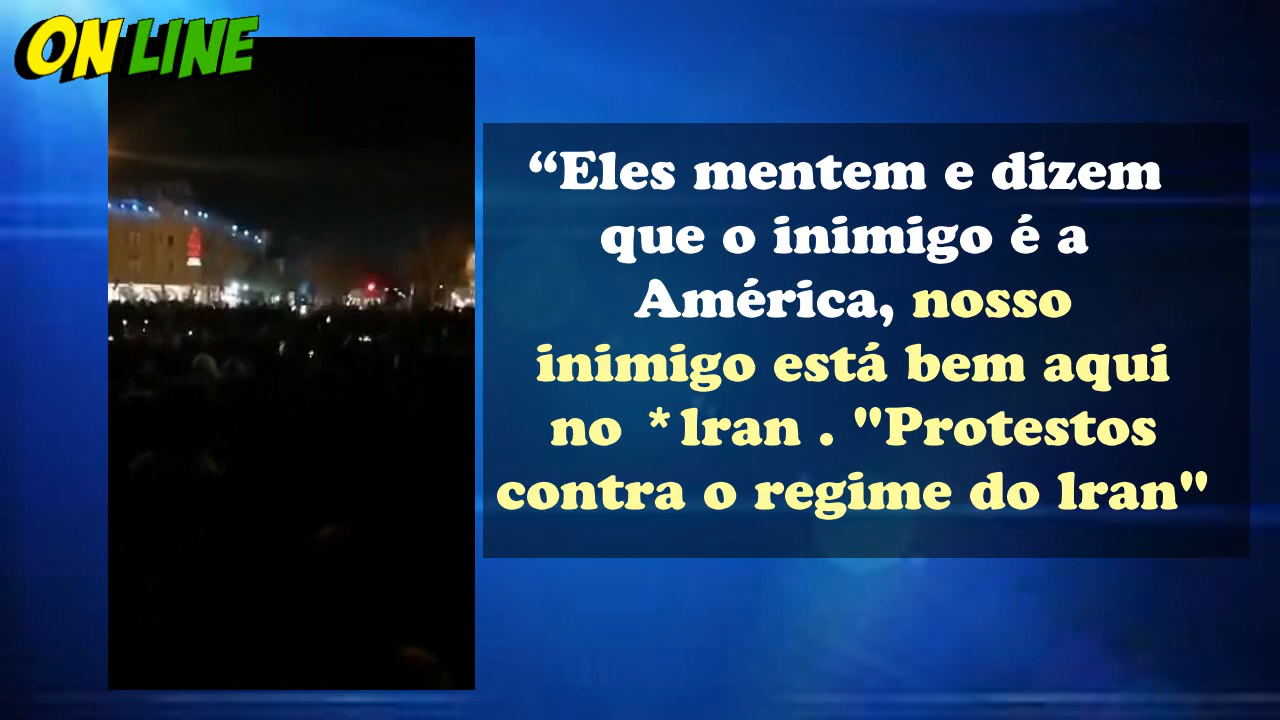 ON LINE
“Eles mentem e dizem
que o inimigo é a
América, nosso
inimigo está bem aqui
no *lran . "Protestos
contra o regime do lran"